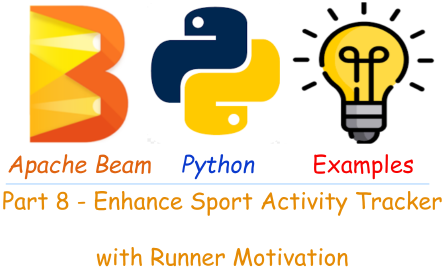 Apache Beam Python Examples
Part 8 - Enhance Sport Activity Tracker
with Runner Motivation